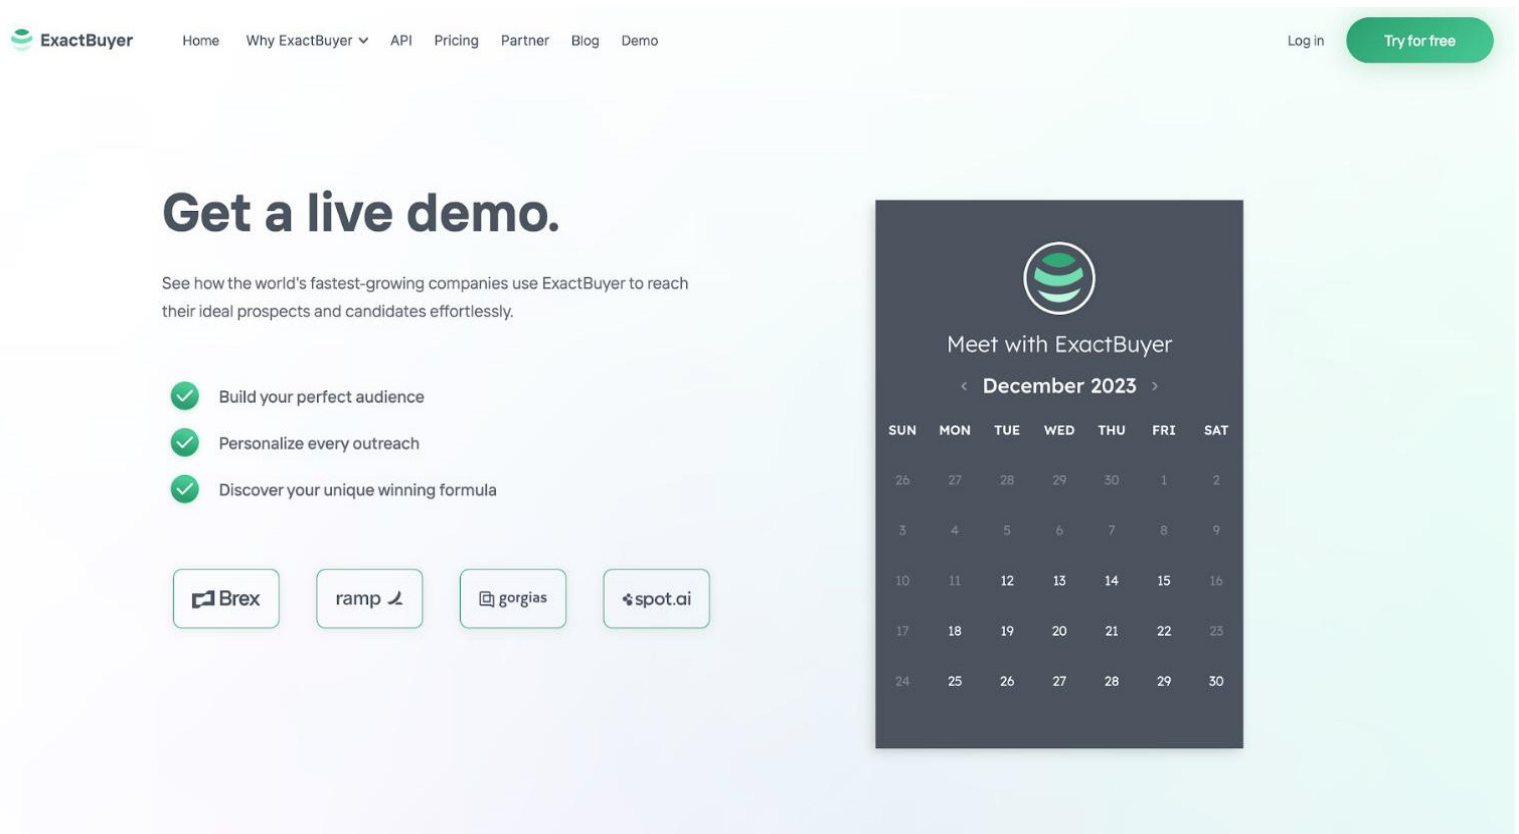 ExactBuyer
Home Why ExactBuyer API Pricing Partner Blog Demo
Log in
Try for free
Get a live demo.
See how the world's fastest-growing companies use ExactBuyer to reach
their ideal prospects and candidates effortlessly.
Build your perfect audience
Personalize every outreach
Discover your unique winning formula
Brex
ramp
gorgias
spot.ai
Meet with ExactBuyer
< December 2023 >
SUN MON TUE WED THU FRI SAT
26 27 28 29 30 1 2
3 4 5 6 7 8 9
10 11 12 13 14 15 16
17 18 19 20 21 22 23
24 25 26 27 28 29 30